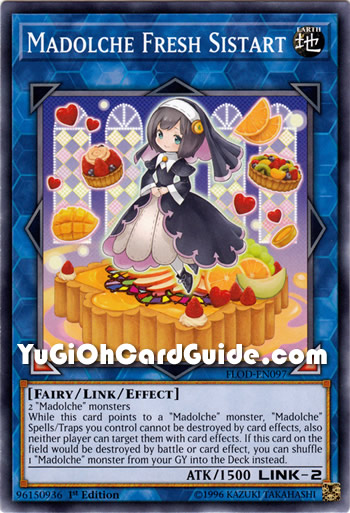 MADOLCHE FRESH SISTART
EARTH
地
YuGiOhCardGuide.com
FLOD-EN097
[FAIRY/LINK/EFFECT]
2 "Madolche" monsters
While this card points to a "Madolche" monster, "Madolche"
Spells/Traps you control cannot be destroyed by card effects, also
neither player can target them with card effects. If this card on the
field would be destroyed by battle or card effect, you can shuffle
1 "Madolche" monster from your GY into the Deck instead.
ATK/1500 LINK-2
96150936 1st Edition ©1996 KAZUKI TAKAHASHI